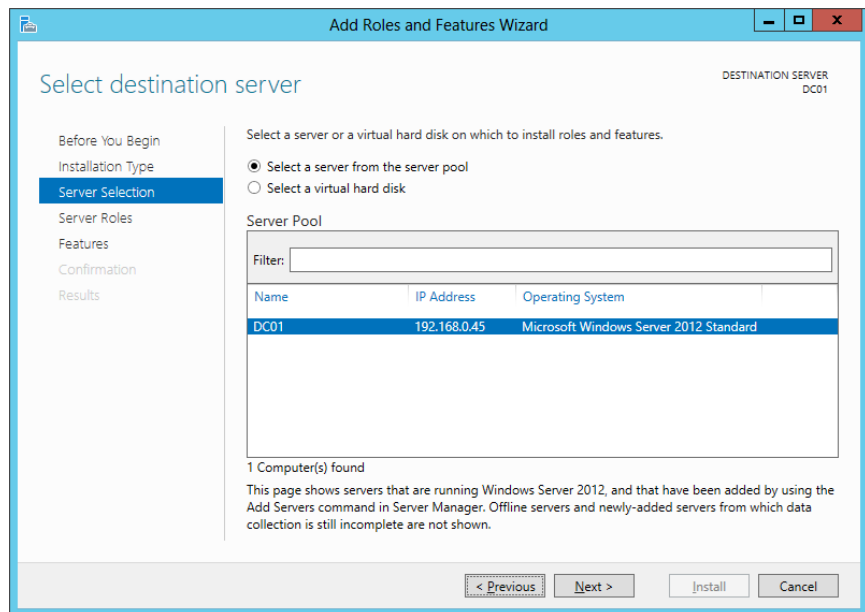 Add Roles and Features Wizard
Select destination server
DESTINATION SERVER
DC01
Before You Begin
Installation Type
Server Selection
Server Roles
Features
Confirmation
Results
Select a server or a virtual hard disk on which to install roles and features.
Select a server from the server pool
Select a virtual hard disk
Server Pool
Filter:
Name IP Address Operating System
DC01 192.168.0.45 Microsoft Windows Server 2012 Standard
1 Computer(s) found
This page shows servers that are running Windows Server 2012, and that have been added by using the
Add Servers command in Server Manager. Offline servers and newly-added servers from which data
collection is still incomplete are not shown.
< Previous Next > Install Cancel